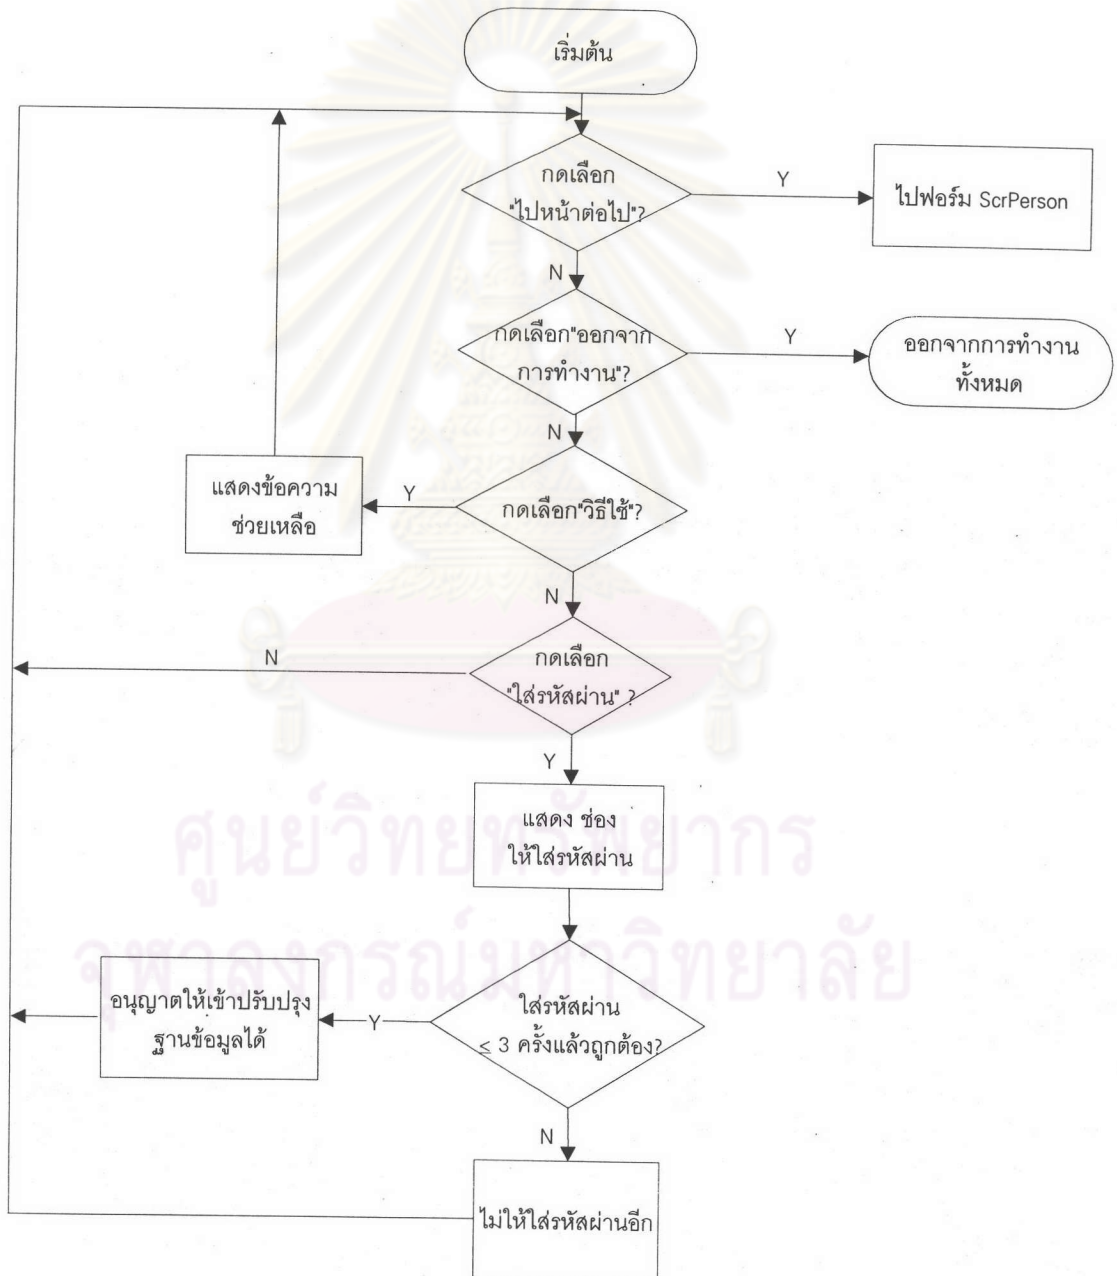 เริ่มต้น
กดเลือก
"ไปหน้าต่อไป"?
Y
ไปฟอร์ม ScrPerson
N
กดเลือก"ออกจาก
การทำงาน"?
Y
ออกจากการทำงาน
ทั้งหมด
N
แสดงข้อความ
ช่วยเหลือ
Y
กดเลือก"วิธีใช้"?
N
N
กดเลือก
"ใส่รหัสผ่าน" ?
Y
แสดง ช่อง
ให้ใส่รหัสผ่าน
ศูนย์วิทยทรัพยากร
จุฬาลงกรณ์มหาวิทยาลัย
อนุญาตให้เข้าปรับปรุง
ฐานข้อมูลได้
Y
ใส่รหัสผ่าน
≤ 3 ครั้งแล้วถูกต้อง?
N
ไม่ให้ใส่รหัสผ่านอีก